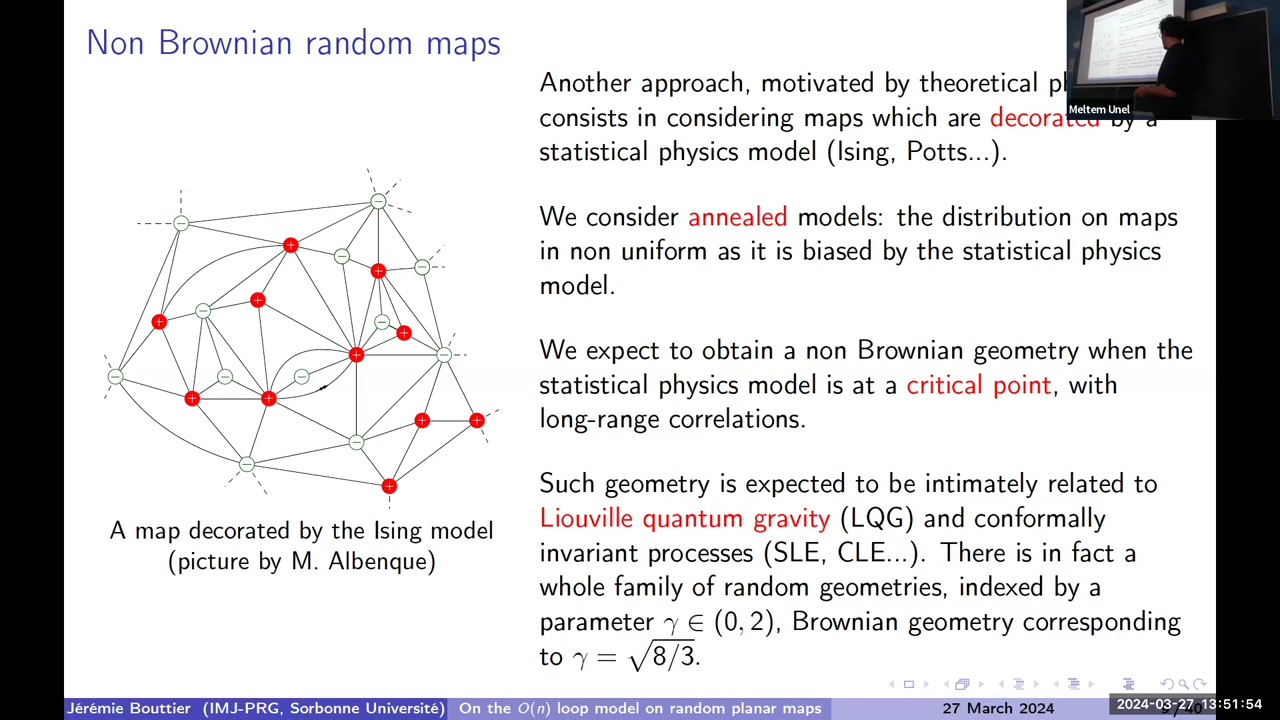 Non Brownian random maps
Another approach, motivated by theoretical
consists in considering maps which are decorated by a
statistical physics model (Ising, Potts...).
We consider annealed models: the distribution on maps
in non uniform as it is biased by the statistical physics
model.
We expect to obtain a non Brownian geometry when the
statistical physics model is at a critical point, with
long-range correlations.
Such geometry is expected to be intimately related to
Liouville quantum gravity (LQG) and conformally
invariant processes (SLE, CLE...). There is in fact a
whole family of random geometries, indexed by a
parameter γ ∈ (0, 2), Brownian geometry corresponding
to γ = √8/3.
A map decorated by the Ising model
(picture by M. Albenque)
Meltem Unel
Jérémie Bouttier (IMJ-PRG, Sorbonne Université)
On the O(n) loop model on random planar maps
27 March 2024
2024-03-27 13:51:54